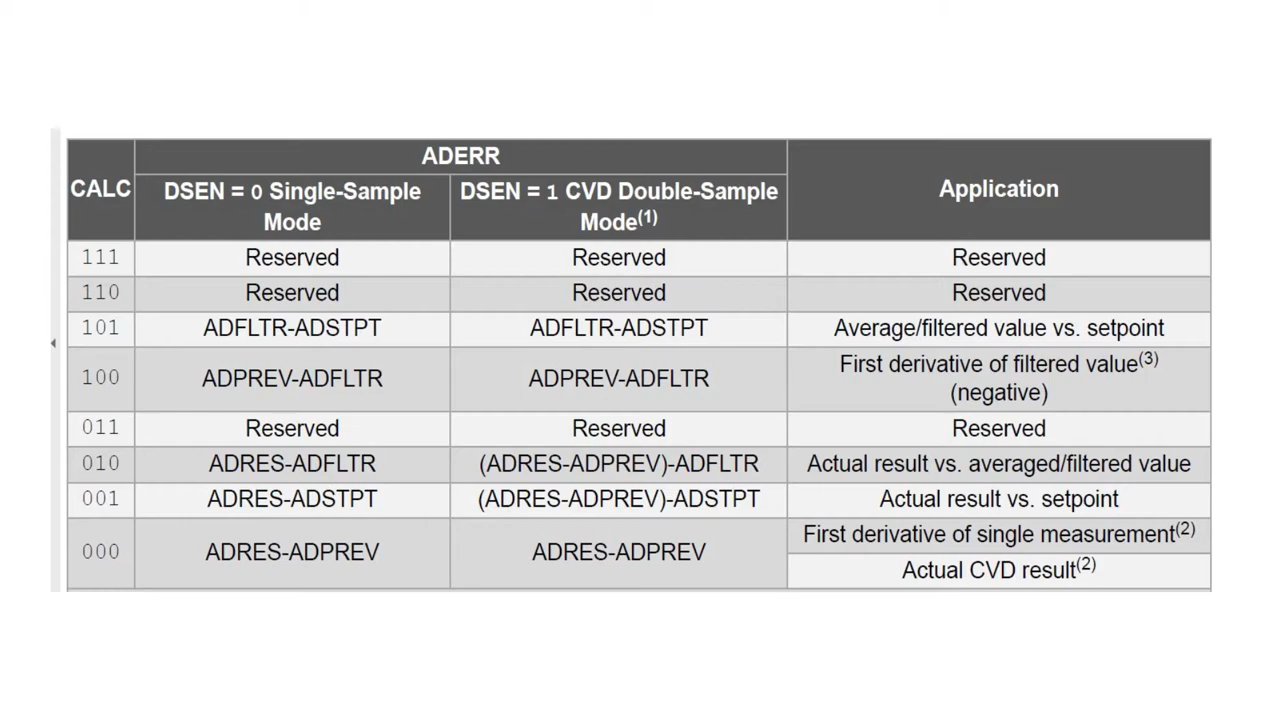 CALC
ADERR
Application
DSEN = 0 Single-Sample
Mode
DSEN = 1 CVD Double-Sample
Mode(1)
111 Reserved Reserved Reserved
110 Reserved Reserved Reserved
101 ADFLTR-ADSTPT ADFLTR-ADSTPT Average/filtered value vs. setpoint
100 ADPREV-ADFLTR ADPREV-ADFLTR First derivative of filtered value(3)
(negative)
011 Reserved Reserved Reserved
010 ADRES-ADFLTR (ADRES-ADPREV)-ADFLTR Actual result vs. averaged/filtered value
001 ADRES-ADSTPT (ADRES-ADPREV)-ADSTPT Actual result vs. setpoint
000 ADRES-ADPREV ADRES-ADPREV First derivative of single measurement(2)
Actual CVD result(2)